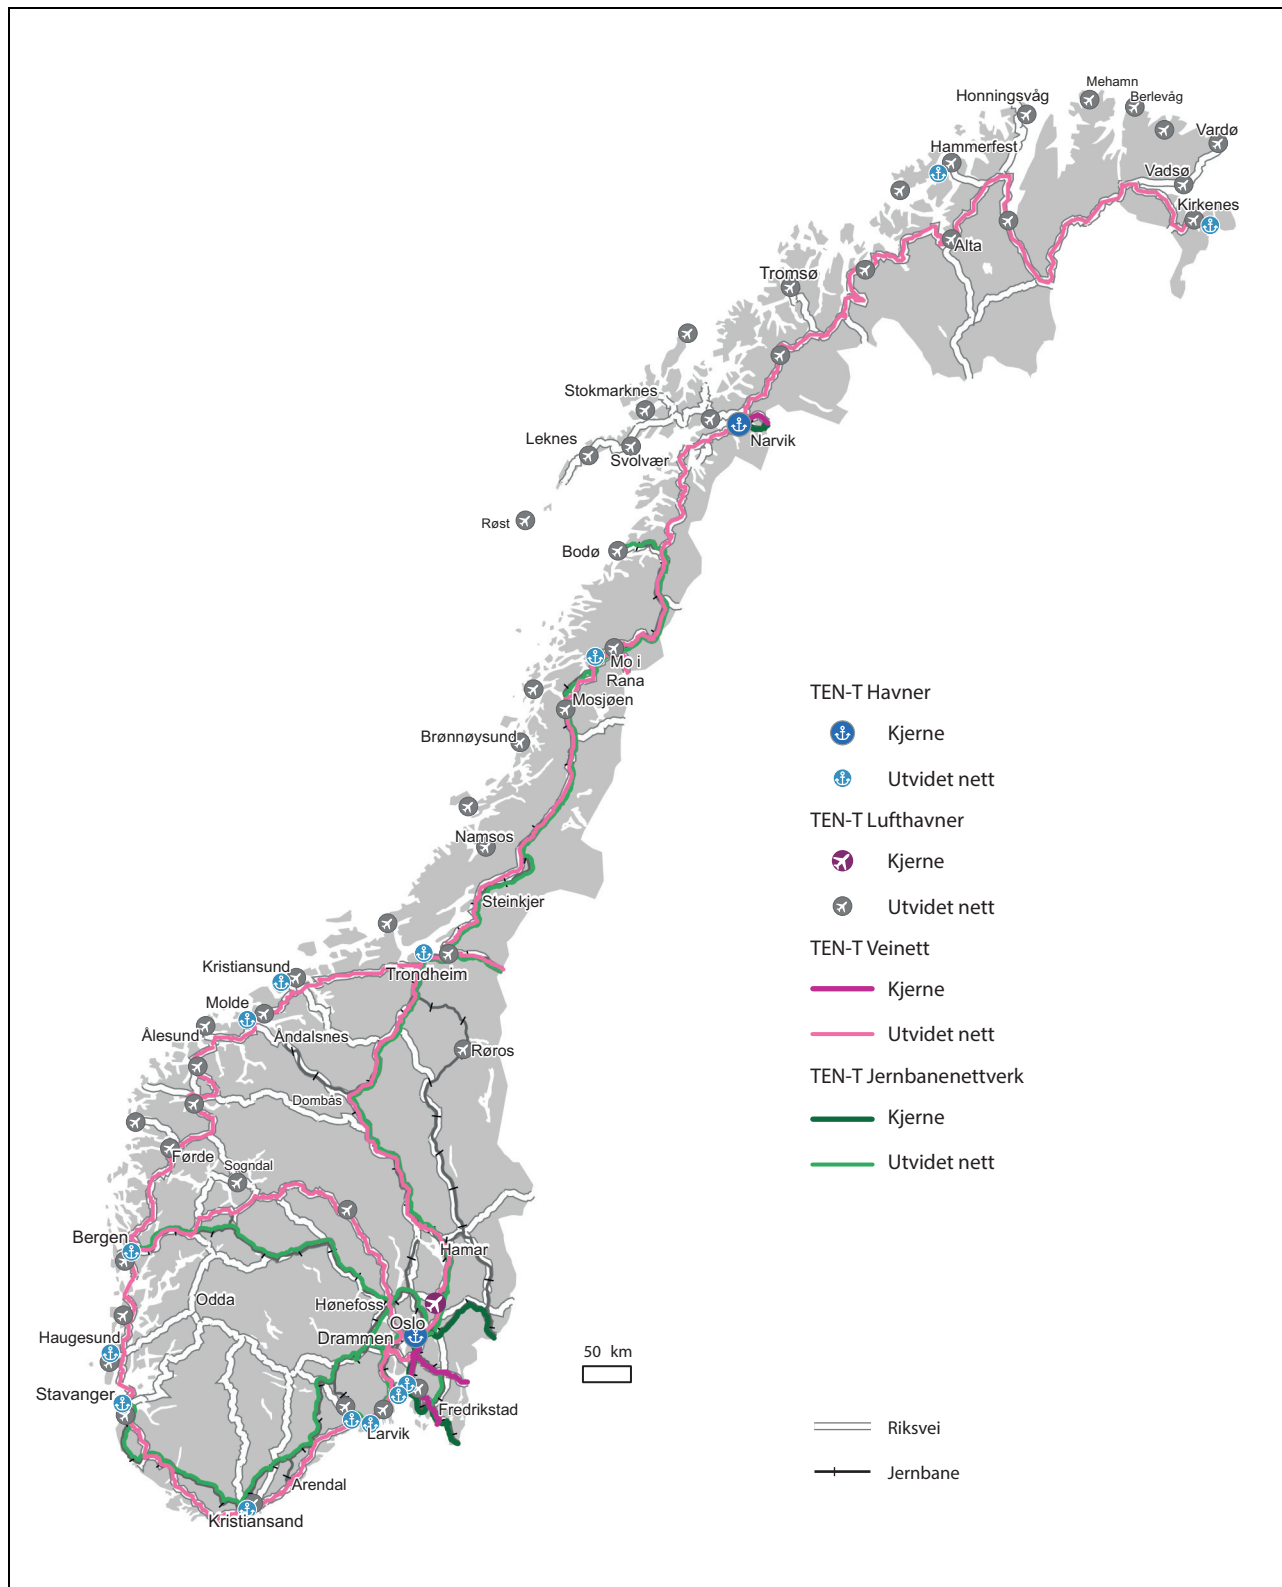 Mehamn
Honningsvåg
Berlevåg
Vardø
Hammerfest
Vadsø
Kirkenes
Alta
Tromsø
Stokmarknes
Leknes
Svolvær
Narvik
Røst
Bodø
Mo i
Rana
Mosjøen
Brønnøysund
Namsos
Steinkjer
Kristiansund
Trondheim
Molde
Ålesund
Åndalsnes
Røros
Dombås
Førde
Sogndal
Bergen
Hamar
Odda
Hønefoss
Oslo
Drammen
Haugesund
Stavanger
Fredrikstad
Larvik
Arendal
Kristiansand
50 km
TEN-T Havner
Kjerne
Utvidet nett
TEN-T Lufthavner
Kjerne
Utvidet nett
TEN-T Veinett
Kjerne
Utvidet nett
TEN-T Jernbanenettverk
Kjerne
Utvidet nett
Riksvei
Jernbane